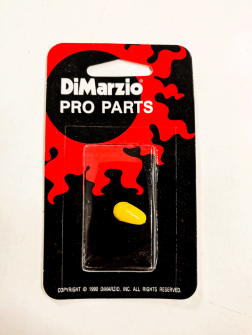 DiMarzio®
PRO PARTS
COPYRIGHT © 1990 DiMARZIO, INC. ALL RIGHTS RESERVED.